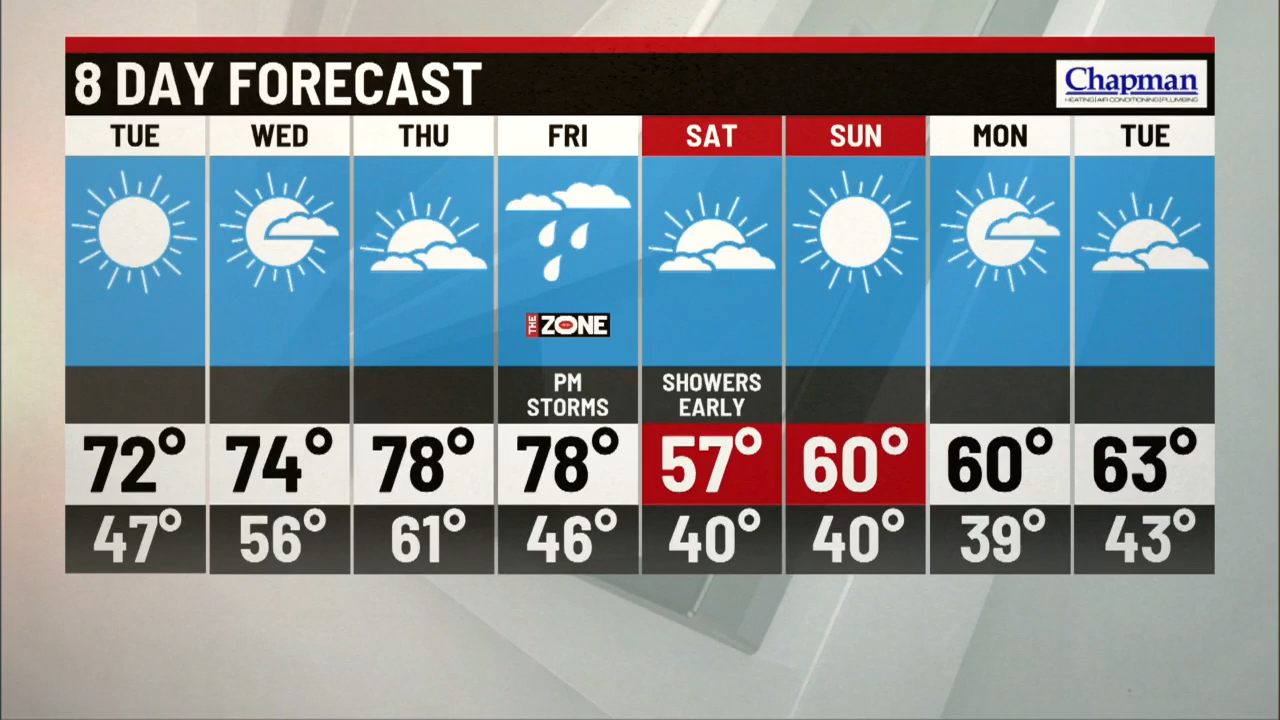 8 DAY FORECAST
Chapman
HEATING|AIR CONDITIONING|PLUMBING
TUE WED THU FRI SAT SUN MON TUE
THE ZONE
PM SHOWERS
STORMS EARLY
72° 74° 78° 78° 57° 60° 60° 63°
47° 56° 61° 46° 40° 40° 39° 43°